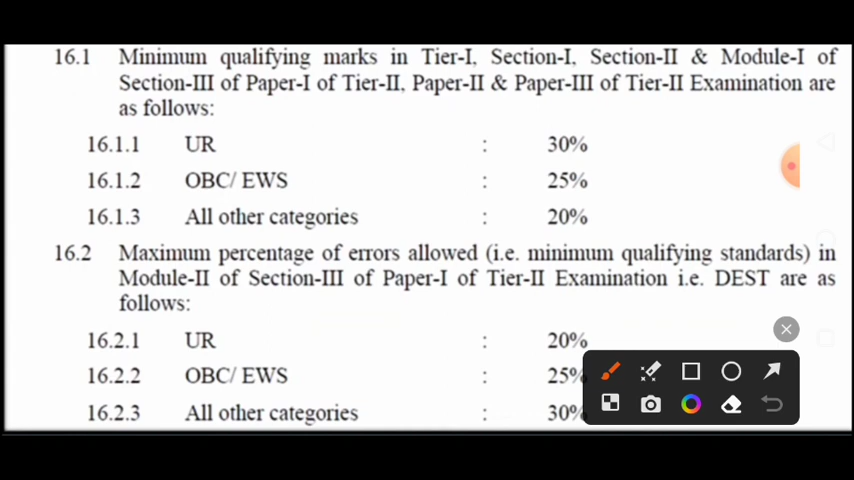 16.1 Minimum qualifying marks in Tier-I, Section-I, Section-II & Module-I of
Section-III of Paper-I of Tier-II, Paper-II & Paper-III of Tier-II Examination are
as follows:
16.1.1 UR : 30%
16.1.2 OBC/ EWS : 25%
16.1.3 All other categories : 20%
16.2 Maximum percentage of errors allowed (i.e. minimum qualifying standards) in
Module-II of Section-III of Paper-I of Tier-II Examination i.e. DEST are as
follows:
16.2.1 UR : 20%
16.2.2 OBC/ EWS : 25%
16.2.3 All other categories : 30%